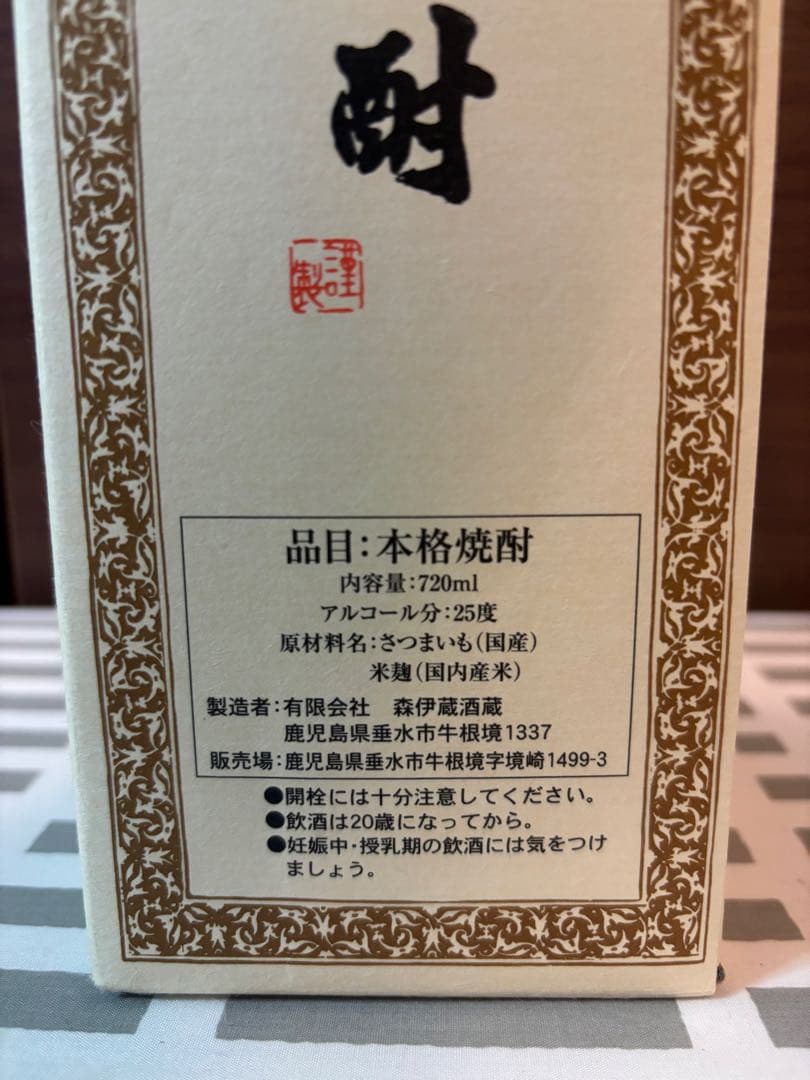 酎
謹製
品目：本格焼酎
内容量：720ml
アルコール分：25度
原材料名：さつまいも（国産）
米麹（国内産米）
製造者：有限会社　森伊蔵酒蔵
鹿児島県垂水市牛根境1337
販売場：鹿児島県垂水市牛根境字境崎1499-3
●開栓には十分注意してください。
●飲酒は20歳になってから。
●妊娠中・授乳期の飲酒には気をつけ
ましょう。